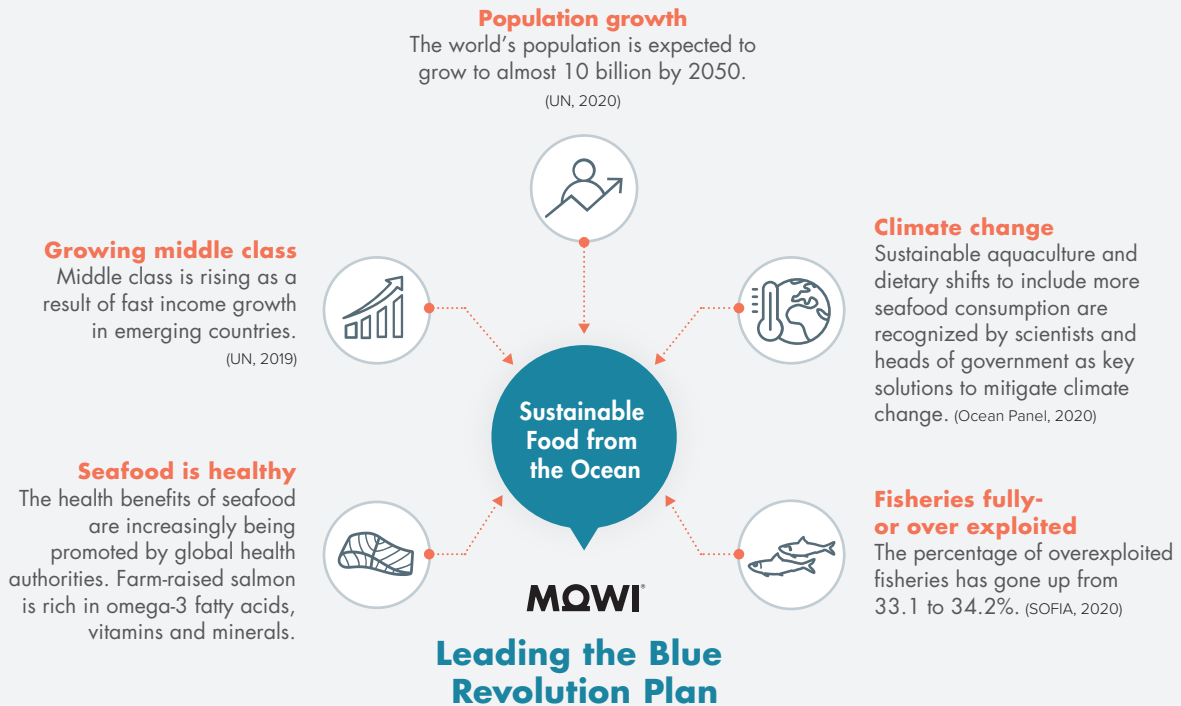 Population growth
The world's population is expected to
grow to almost 10 billion by 2050.
(UN, 2020)
Growing middle class
Middle class is rising as a
result of fast income growth
in emerging countries.
(UN, 2019)
Climate change
Sustainable aquaculture and
dietary shifts to include more
seafood consumption are
recognized by scientists and
heads of government as key
solutions to mitigate climate
change. (Ocean Panel, 2020)
Sustainable
Food from
the Ocean
Seafood is healthy
The health benefits of seafood
are increasingly being
promoted by global health
authorities. Farm-raised salmon
is rich in omega-3 fatty acids,
vitamins and minerals.
Fisheries fully-
or over exploited
The percentage of overexploited
fisheries has gone up from
33.1 to 34.2%. (SOFIA, 2020)
MOWI®
Leading the Blue
Revolution Plan